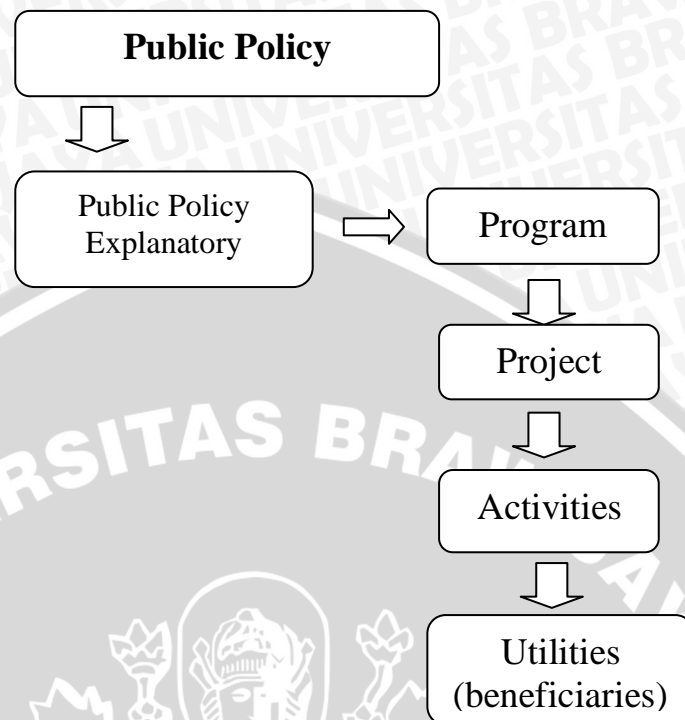 Public Policy
Public Policy
Explanatory
Program
Project
Activities
Utilities
(beneficiaries)